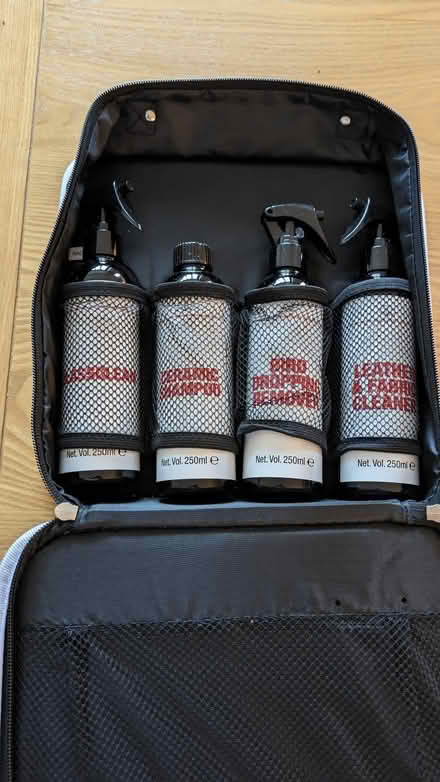 GLASSCLEAN
Net. Vol. 250ml ℮
CERAMIC
SHAMPOO
Net. Vol. 250ml ℮
BIRD
DROPPING
REMOVER
Net. Vol. 250ml ℮
LEATHER
& FABRIC
CLEANER
Net. Vol. 250ml ℮